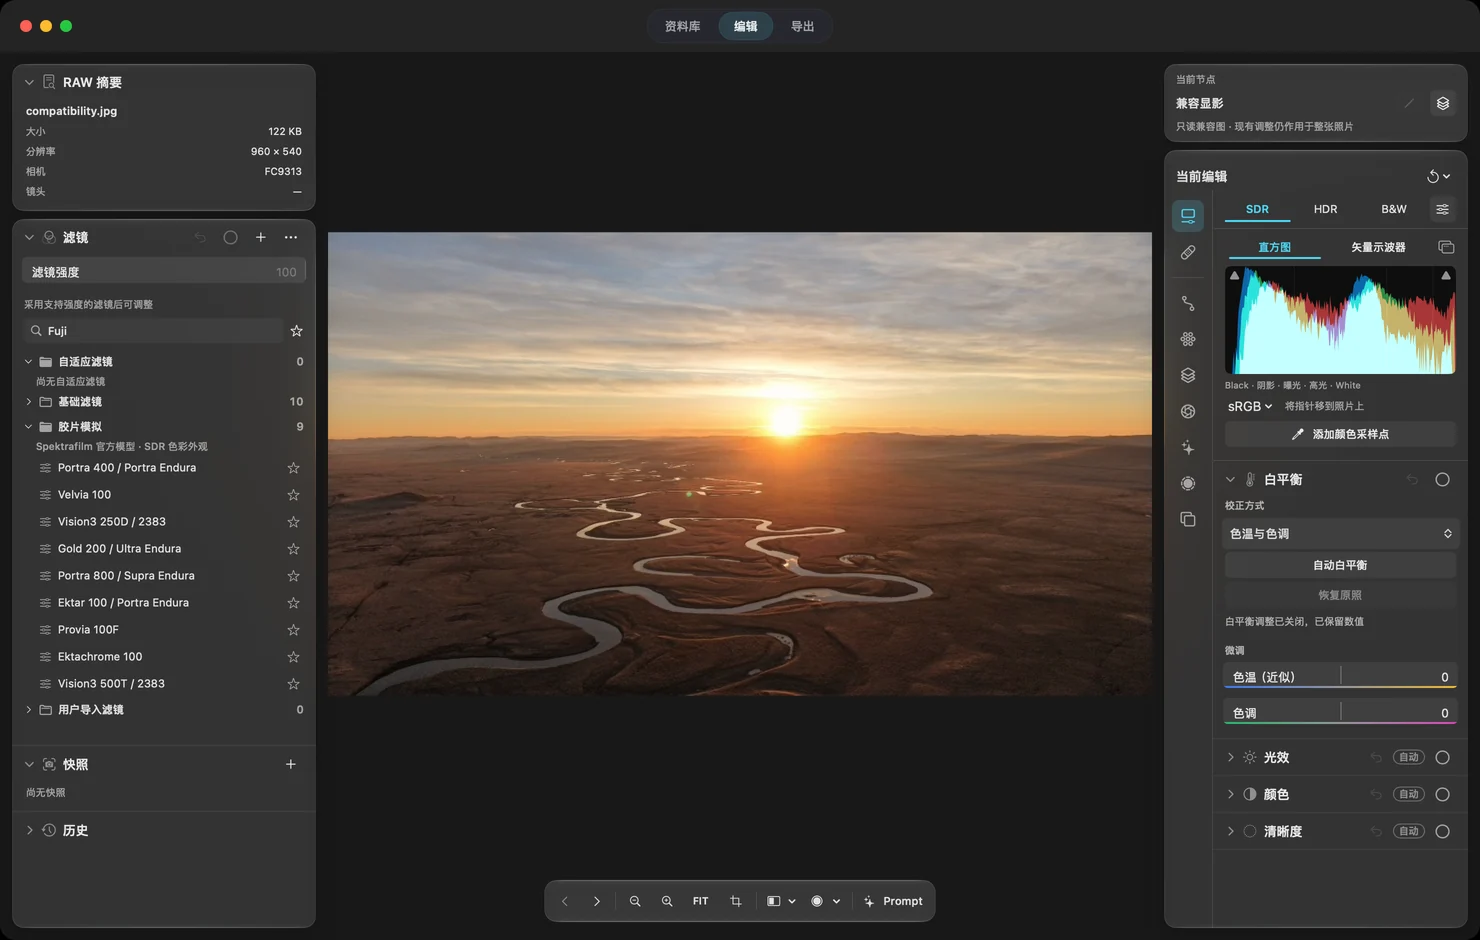 资料库
编辑
导出
RAW 摘要
compatibility.jpg
大小 122 KB
分辨率 960 × 540
相机 FC9313
镜头 —
滤镜
滤镜强度 100
采用支持强度的滤镜后可调整
Fuji
自适应滤镜 0
尚无自适应滤镜
基础滤镜 10
胶片模拟 9
Spektrafilm 官方模型 · SDR 色彩外观
Portra 400 / Portra Endura
Velvia 100
Vision3 250D / 2383
Gold 200 / Ultra Endura
Portra 800 / Supra Endura
Ektar 100 / Portra Endura
Provia 100F
Ektachrome 100
Vision3 500T / 2383
用户导入滤镜 0
快照
尚无快照
历史
FIT
Prompt
当前节点
兼容显影
只读兼容图 · 现有调整仍作用于整张照片
当前编辑
SDR HDR B&W
直方图 矢量示波器
Black · 阴影 · 曝光 · 高光 · White
sRGB 将指针移到照片上
添加颜色采样点
白平衡
校正方式
色温与色调
自动白平衡
恢复原照
白平衡调整已关闭，已保留数值
微调
色温（近似） 0
色调 0
光效 自动
颜色 自动
清晰度 自动